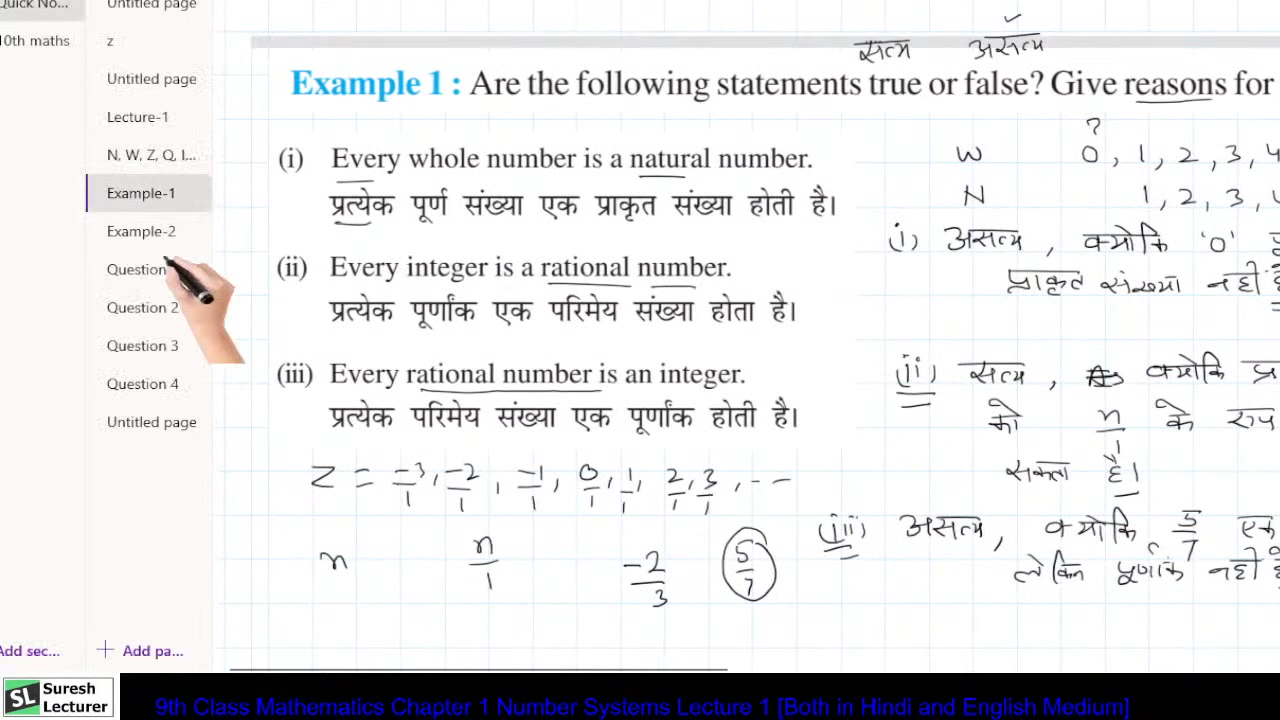 Quick No...
Untitled page
10th maths
z
Untitled page
Lecture-1
N, W, Z, Q, I...
Example-1
Example-2
Question
Question 2
Question 3
Question 4
Untitled page
Add sec...
+ Add pa...
सत्य असत्य ✓
Example 1 : Are the following statements true or false? Give reasons for
(i) Every whole number is a natural number.
प्रत्येक पूर्ण संख्या एक प्राकृत संख्या होती है।
(ii) Every integer is a rational number.
प्रत्येक पूर्णांक एक परिमेय संख्या होता है।
(iii) Every rational number is an integer.
प्रत्येक परिमेय संख्या एक पूर्णांक होती है।
Z = -3/1, -2/1, -1/1, 0/1, 1/1, 2/1, 3/1, ---
n n/1 -2/3 5/7
?
W 0, 1, 2, 3, 4
N 1, 2, 3,
(i) असत्य, क्योकि '0'
प्राकृत संख्या नही
(ii) सत्य, क्योकि
को n/1 के रूप
सकता है।
(iii) असत्य, क्योकि 5/7 एक
लेकिन पूर्णांक नही
SL Suresh Lecturer
9th Class Mathematics Chapter 1 Number Systems Lecture 1 [Both in Hindi and English Medium]